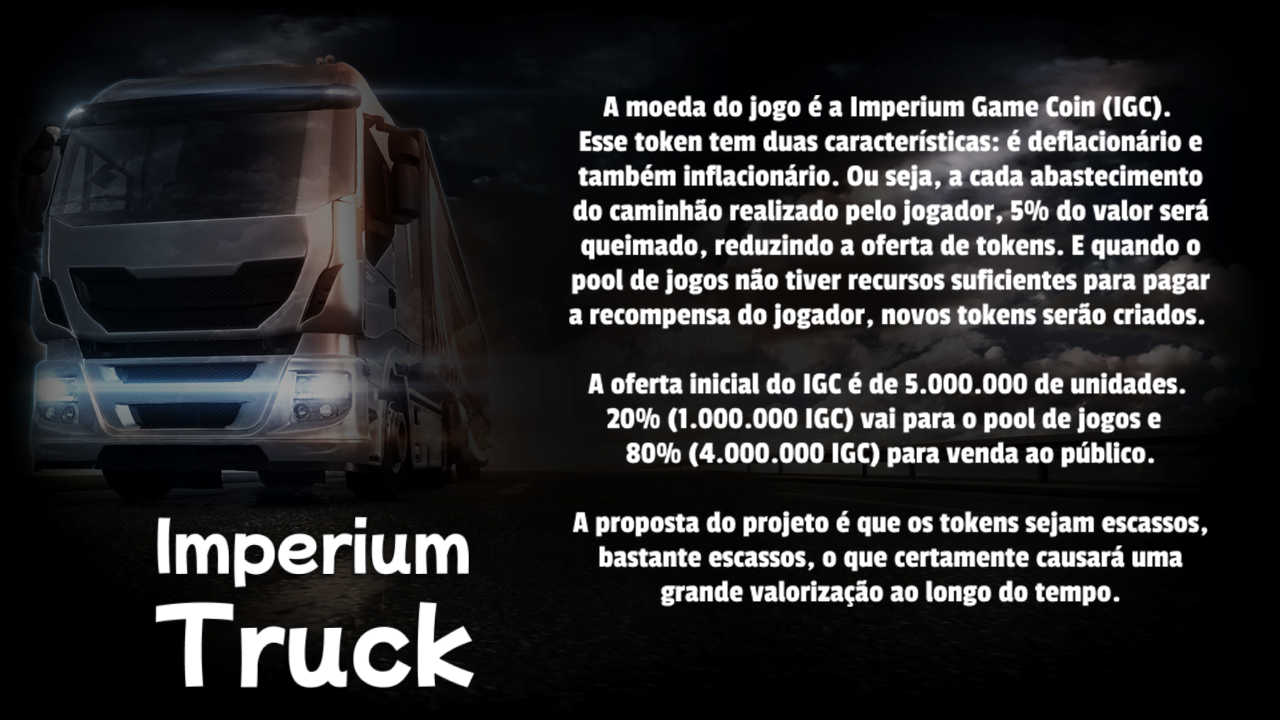 A moeda do jogo é a Imperium Game Coin (IGC).
Esse token tem duas características: é deflacionário e
também inflacionário. Ou seja, a cada abastecimento
do caminhão realizado pelo jogador, 5% do valor será
queimado, reduzindo a oferta de tokens. E quando o
pool de jogos não tiver recursos suficientes para pagar
a recompensa do jogador, novos tokens serão criados.
A oferta inicial do IGC é de 5.000.000 de unidades.
20% (1.000.000 IGC) vai para o pool de jogos e
80% (4.000.000 IGC) para venda ao público.
A proposta do projeto é que os tokens sejam escassos,
bastante escassos, o que certamente causará uma
grande valorização ao longo do tempo.
Imperium
Truck